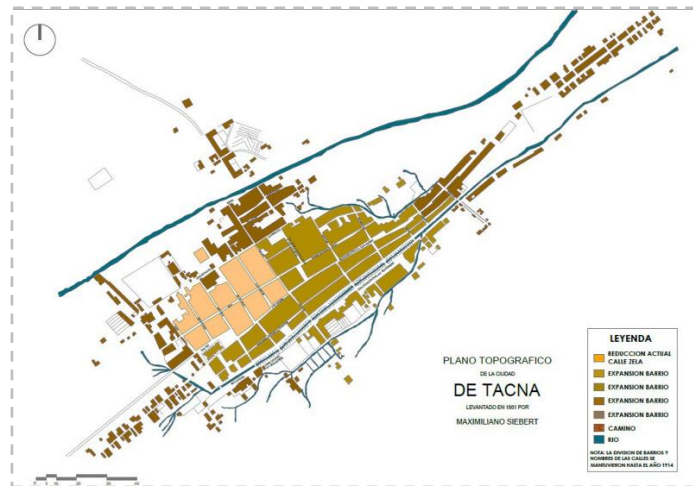 PLANO TOPOGRAFICO
DE LA CIUDAD
DE TACNA
LEVANTADO EN 1861 POR
MAXIMILIANO SIEBERT
LEYENDA
REDUCCION ACTUAL
CALLE ZELA
EXPANSION BARRIO
EXPANSION BARRIO
EXPANSION BARRIO
EXPANSION BARRIO
CAMINO
RIO
NOTA: LA DIVISION DE BARRIOS Y
NOMBRES DE LAS CALLES SE
MANTUVIERON HASTA EL AÑO 1914